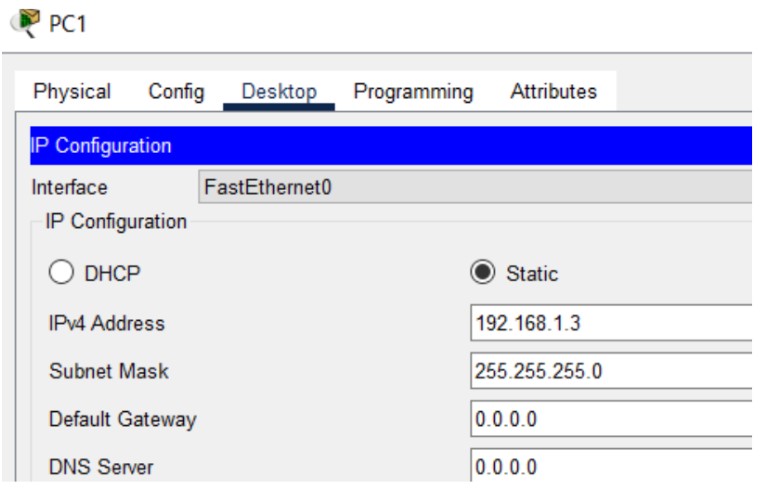 PC1
Physical Config Desktop Programming Attributes
IP Configuration
Interface FastEthernet0
IP Configuration
DHCP Static
IPv4 Address 192.168.1.3
Subnet Mask 255.255.255.0
Default Gateway 0.0.0.0
DNS Server 0.0.0.0